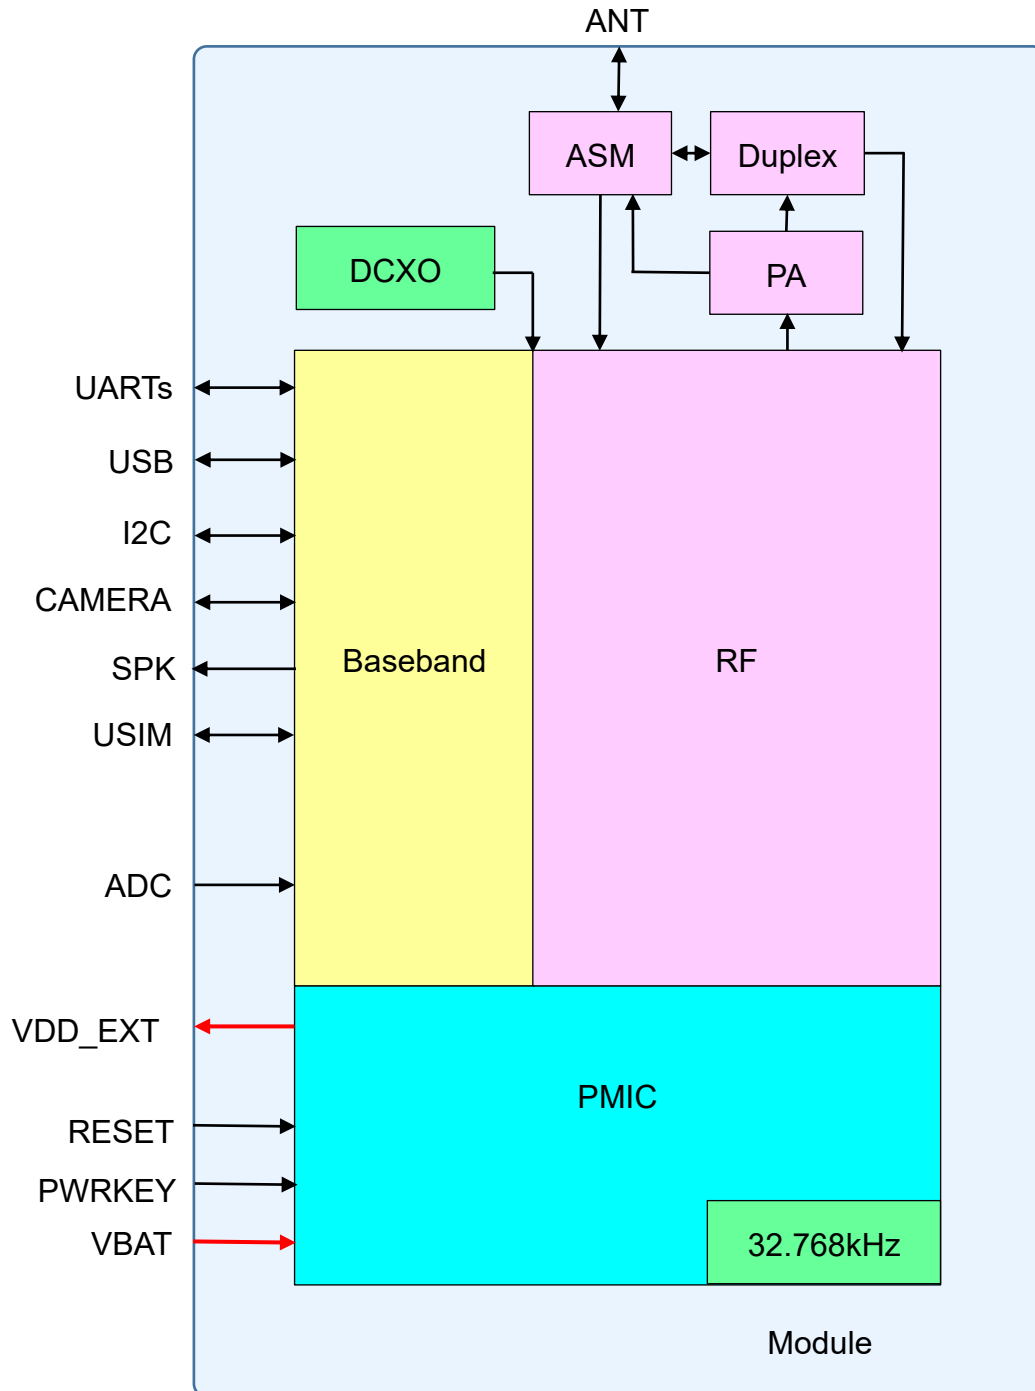 ANT
ASM
Duplex
DCXO
PA
UARTs
USB
I2C
CAMERA
SPK
USIM
Baseband
RF
ADC
VDD_EXT
PMIC
RESET
PWRKEY
VBAT
32.768kHz
Module